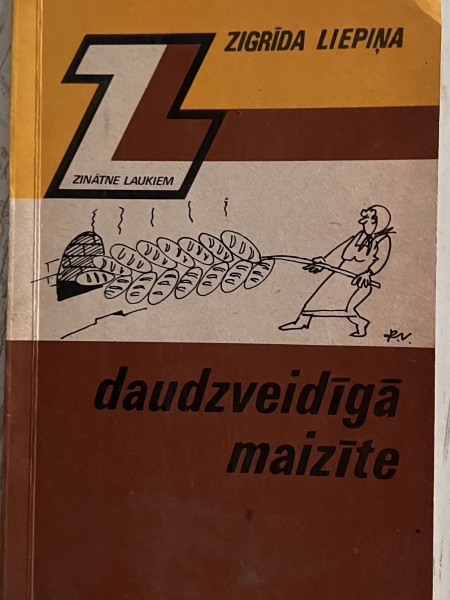 ZIGRĪDA LIEPIŅA
ZINĀTNE LAUKIEM
R.V.
daudzveidīgā
maizīte